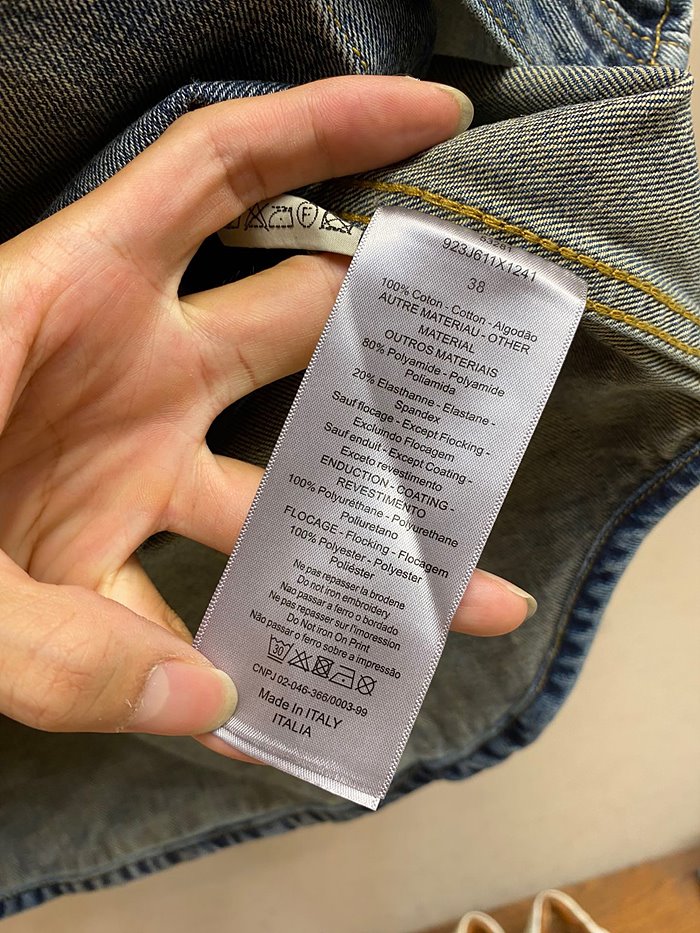 923J611X1241
38
100% Coton - Cotton - Algodão
AUTRE MATERIAU - OTHER
MATERIAL
OUTROS MATERIAIS
80% Polyamide - Polyamide
Poliamida
20% Elasthanne - Elastane -
Spandex
Sauf flocage - Except Flocking -
Excluindo Flocagem
Sauf enduit - Except Coating -
Exceto revestimento
ENDUCTION - COATING -
REVESTIMENTO
100% Polyuréthane - Polyurethane
Poliuretano
FLOCAGE - Flocking - Flocagem
100% Polyester - Polyester
Poliéster
Ne pas repasser la broderie
Do not iron embroidery
Nao passar a ferro o bordado
Ne pas repasser sur l'imoression
Do Not Iron On Print
Não passar o ferro sobre a impressão
30
CNPJ 02-046-366/0003-99
Made In ITALY
ITALIA
F